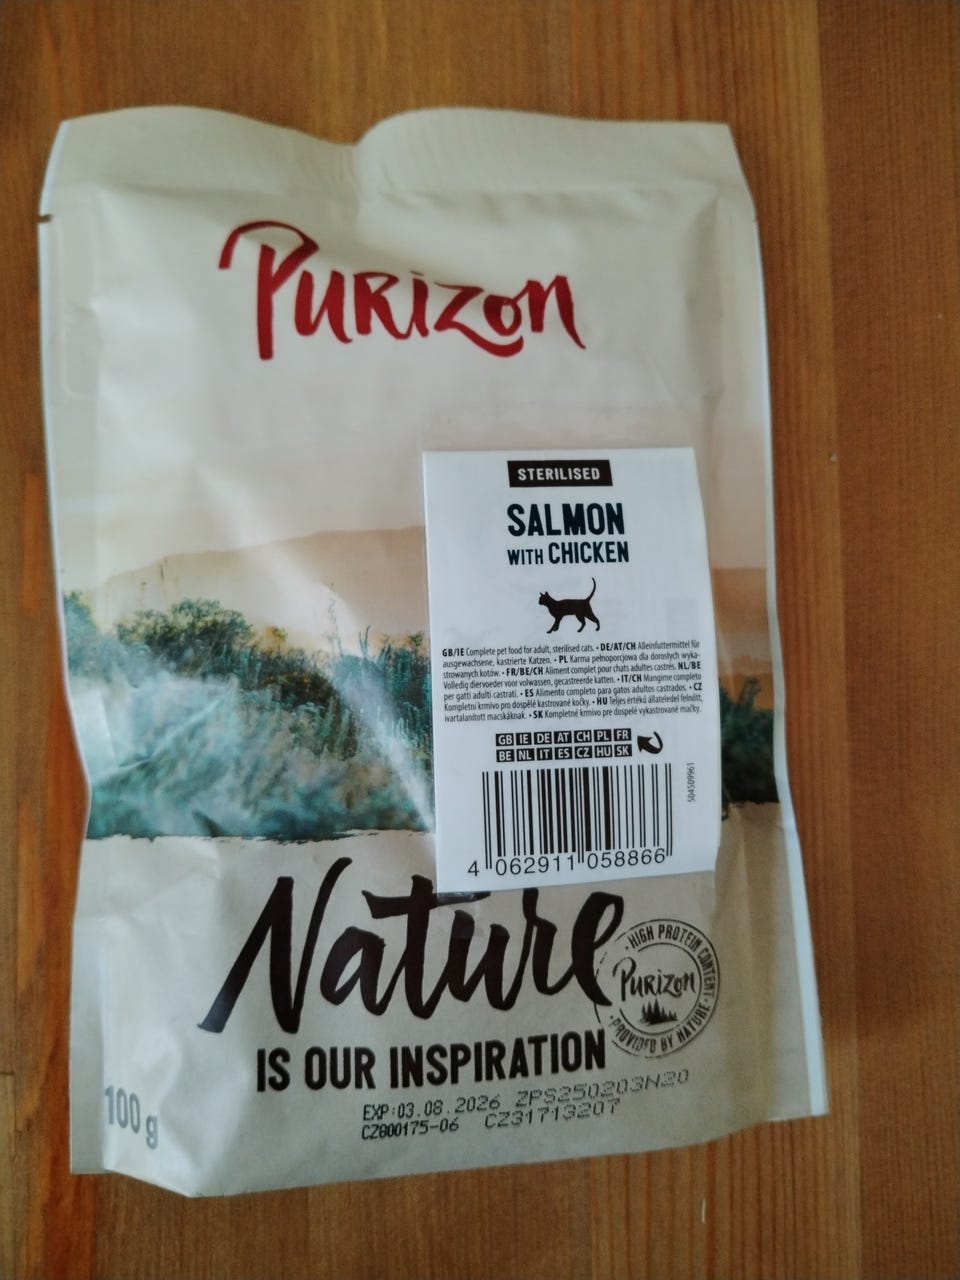 PURIZON
STERILISED
SALMON
WITH CHICKEN
GB/IE Complete pet food for adult, sterilised cats. • DE/AT/CH Alleinfuttermittel für
ausgewachsene, kastrierte Katzen. • PL Karma pełnoporcjowa dla dorosłych wyka-
strowanych kotów. • FR/BE/CH Aliment complet pour chats adultes castrés. NL/BE
Volledig diervoeder voor volwassen, gecastreerde katten. • IT/CH Mangime completo
per gatti adulti castrati. • ES Alimento completo para gatos adultos castrados. • CZ
Kompletní krmivo pro dospělé kastrované kočky. • HU Teljes értékű állateledel felnőtt,
ivartalanított macskáknak. • SK Kompletné krmivo pre dospelé vykastrované mačky.
GB IE DE AT CH PL FR
BE NL IT ES CZ HU SK
504509961
4 062911 058866
Nature
IS OUR INSPIRATION
HIGH PROTEIN CONTENT
PURIZON
PROVIDED BY NATURE
100 g
EXP:03.08.2026 ZPS250203H20
CZ800175-06 CZ31713207